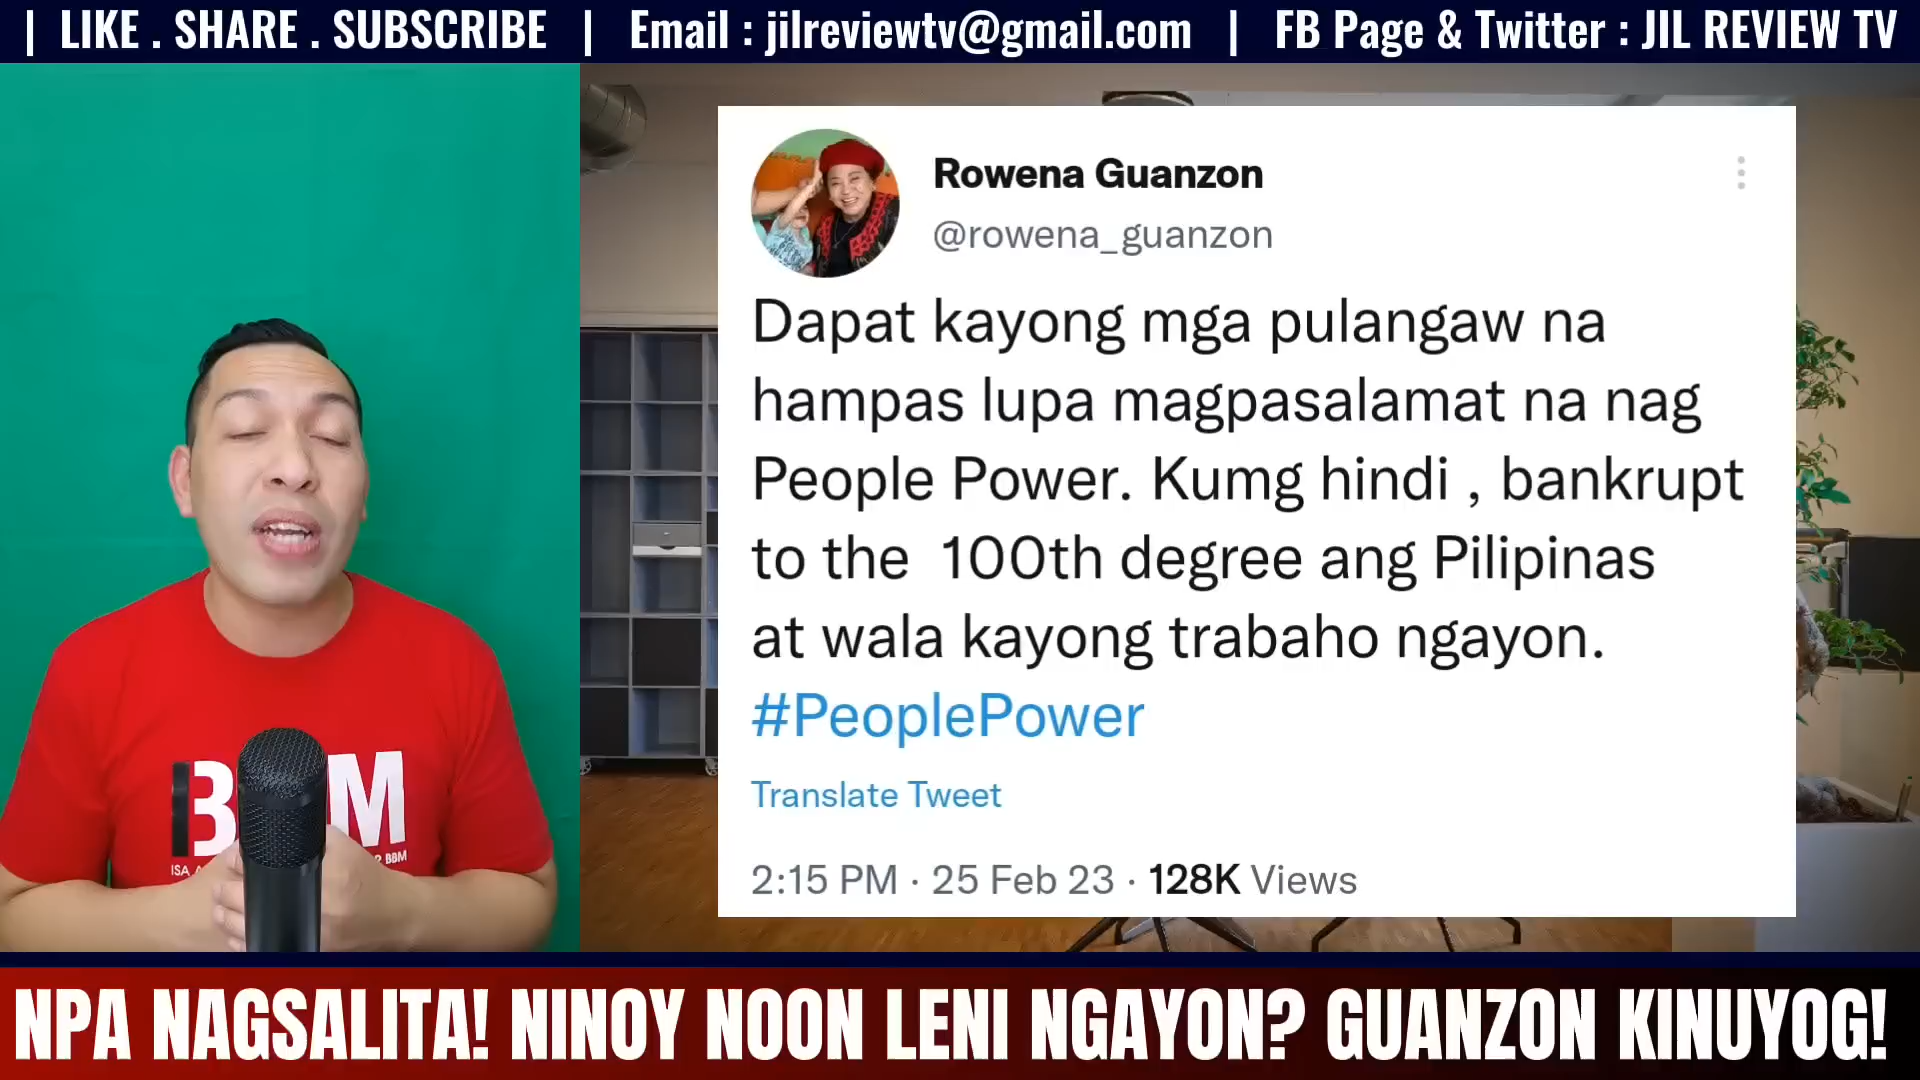 | LIKE . SHARE . SUBSCRIBE | Email : jilreviewtv@gmail.com | FB Page & Twitter : JIL REVIEW TV
Rowena Guanzon
@rowena_guanzon
Dapat kayong mga pulangaw na
hampas lupa magpasalamat na nag
People Power. Kumg hindi , bankrupt
to the 100th degree ang Pilipinas
at wala kayong trabaho ngayon.
#PeoplePower
Translate Tweet
2:15 PM · 25 Feb 23 · 128K Views
BBM
ISA BBM
NPA NAGSALITA! NINOY NOON LENI NGAYON? GUANZON KINUYOG!